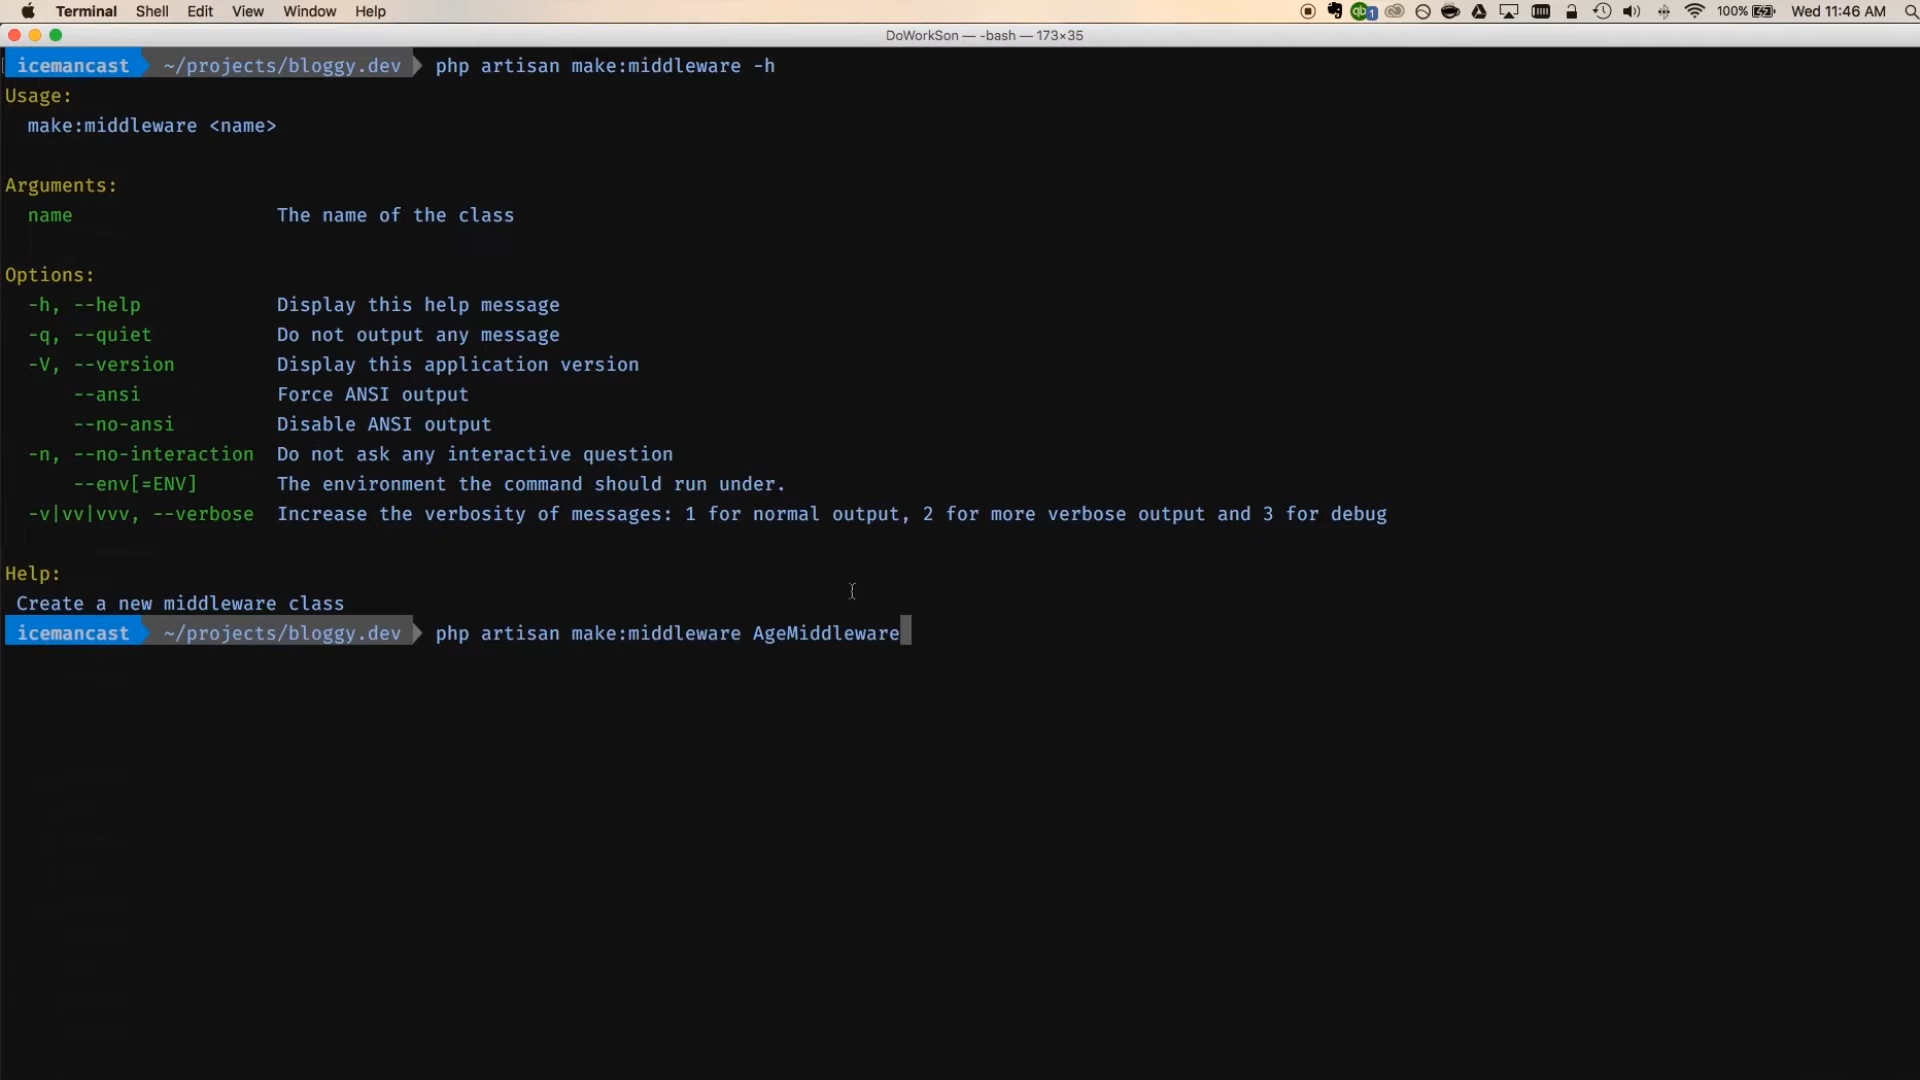 Terminal Shell Edit View Window Help qb 1 100% Wed 11:46 AM
DoWorkSon — -bash — 173×35
icemancast ~/projects/bloggy.dev php artisan make:middleware -h
Usage:
make:middleware <name>
Arguments:
name The name of the class
Options:
-h, --help Display this help message
-q, --quiet Do not output any message
-V, --version Display this application version
--ansi Force ANSI output
--no-ansi Disable ANSI output
-n, --no-interaction Do not ask any interactive question
--env[=ENV] The environment the command should run under.
-v|vv|vvv, --verbose Increase the verbosity of messages: 1 for normal output, 2 for more verbose output and 3 for debug
Help:
Create a new middleware class
icemancast ~/projects/bloggy.dev php artisan make:middleware AgeMiddleware